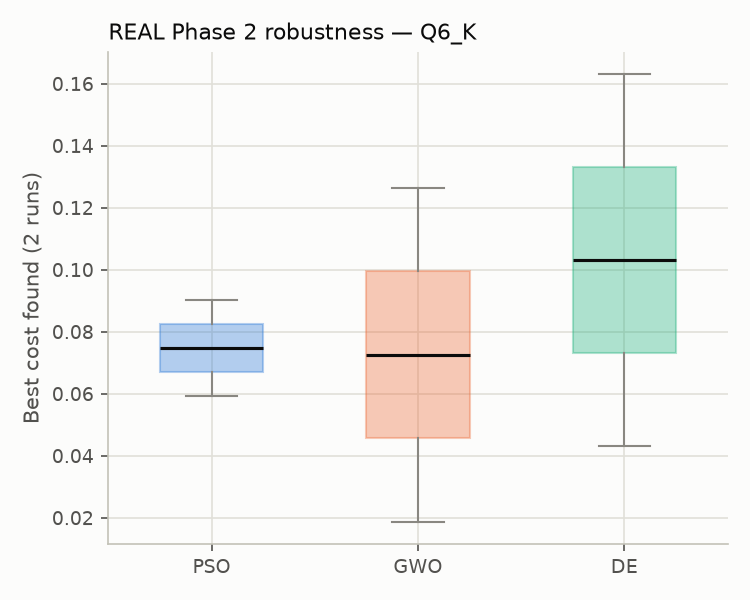 REAL Phase 2 robustness — Q6_K
Best cost found (2 runs)
0.16
0.14
0.12
0.10
0.08
0.06
0.04
0.02
PSO GWO DE